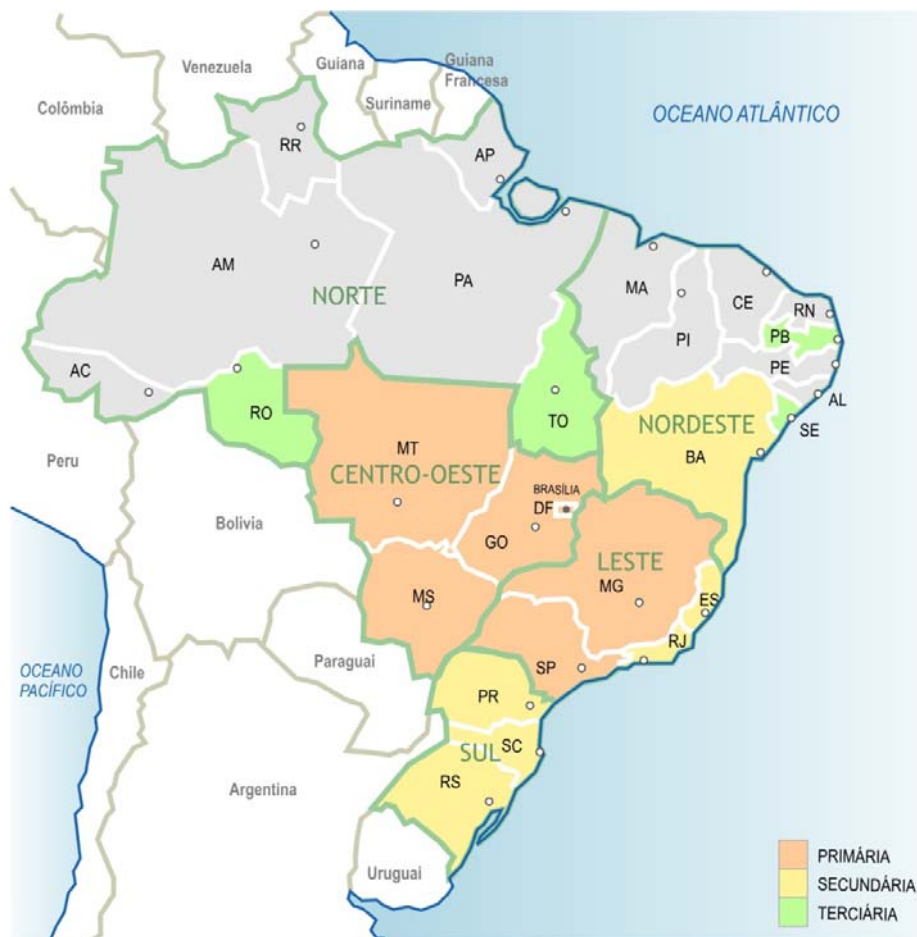 Venezuela
Guiana
Guiana
Francesa
Suriname
Colômbia
OCEANO ATLÂNTICO
RR
AP
AM
PA
NORTE
MA
CE
RN
PI
PB
PE
AC
AL
RO
TO
SE
NORDESTE
BA
MT
CENTRO-OESTE
Peru
BRASÍLIA
DF
GO
Bolivia
LESTE
MG
MS
ES
RJ
Paraguai
SP
OCEANO
PACÍFICO
Chile
PR
SC
SUL
RS
Argentina
Uruguai
PRIMÁRIA
SECUNDÁRIA
TERCIÁRIA